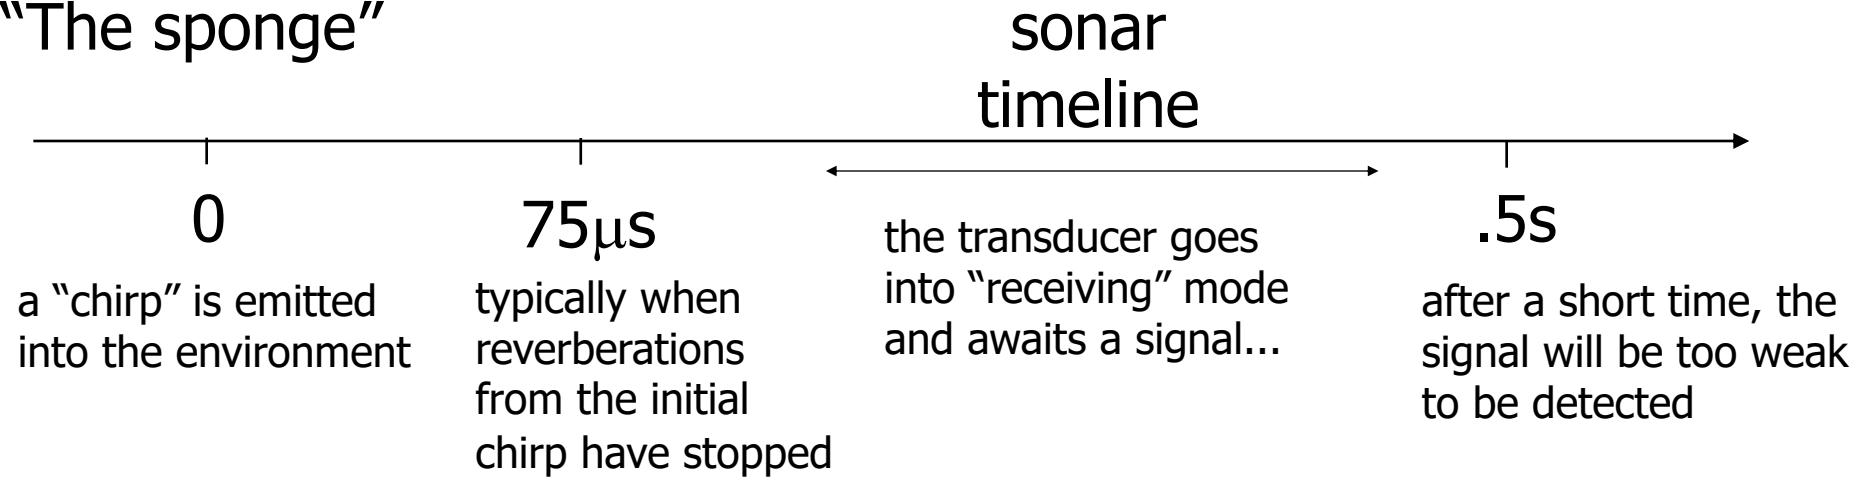 “The sponge”
sonar
timeline
0
a “chirp” is emitted
into the environment
75μs
typically when
reverberations
from the initial
chirp have stopped
the transducer goes
into “receiving” mode
and awaits a signal...
.5s
after a short time, the
signal will be too weak
to be detected